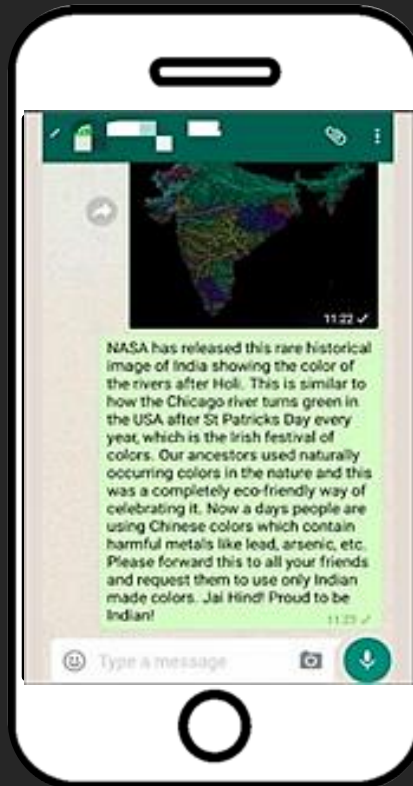 11:22
NASA has released this rare historical
image of India showing the color of
the rivers after Holi. This is similar to
how the Chicago river turns green in
the USA after St Patricks Day every
year, which is the Irish festival of
colors. Our ancestors used naturally
occurring colors in the nature and this
was a completely eco-friendly way of
celebrating it. Now a days people are
using Chinese colors which contain
harmful metals like lead, arsenic, etc.
Please forward this to all your friends
and request them to use only Indian
made colors. Jai Hind! Proud to be
Indian!
11:23
Type a message